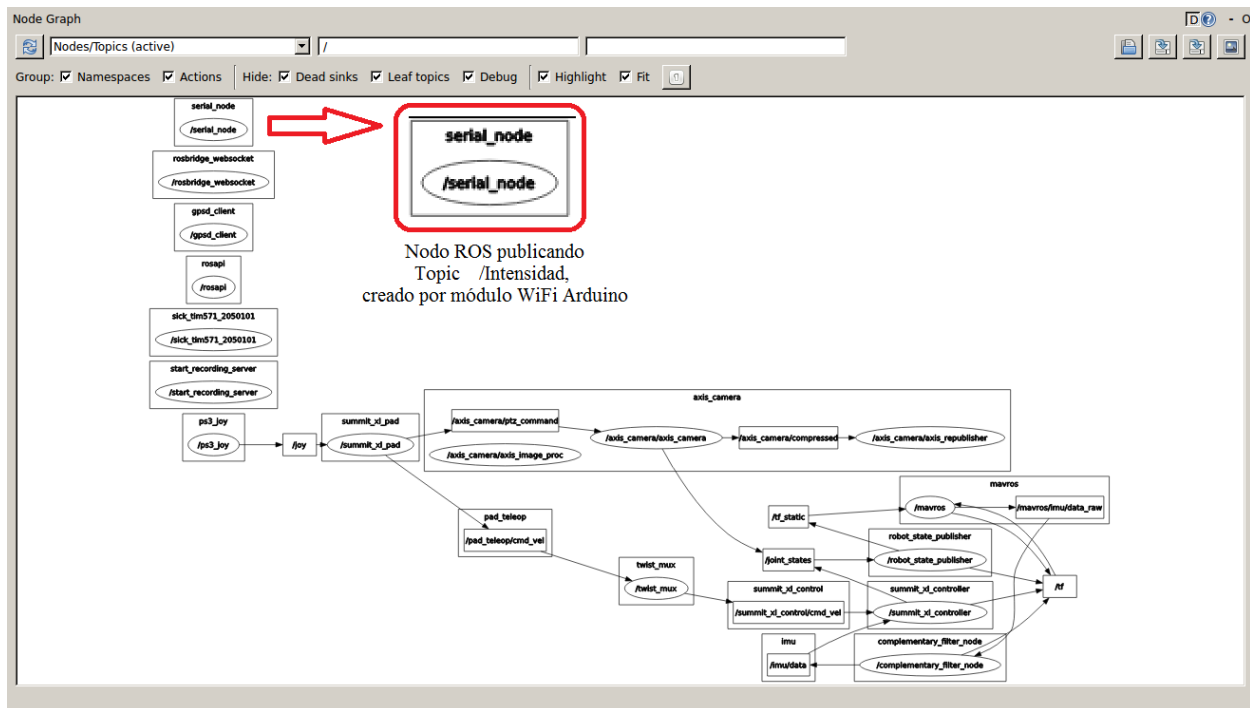 Node Graph
D
- O
Nodes/Topics (active)
/
Group: Namespaces Actions Hide: Dead sinks Leaf topics Debug Highlight Fit
serial_node
/serial_node
serial_node
/serial_node
Nodo ROS publicando
Topic /Intensidad,
creado por módulo WiFi Arduino
rosbridge_websocket
/rosbridge_websocket
gpsd_client
/gpsd_client
rosapi
/rosapi
sick_tim571_2050101
/sick_tim571_2050101
start_recording_server
/start_recording_server
ps3_joy
/ps3_joy
/joy
summit_xl_pad
/summit_xl_pad
axis_camera
/axis_camera/ptz_command
/axis_camera/axis_camera
/axis_camera/compressed
/axis_camera/axis_republisher
/axis_camera/axis_image_proc
mavros
/mavros
/mavros/imu/data_raw
pad_teleop
/pad_teleop/cmd_vel
/tf_static
robot_state_publisher
/robot_state_publisher
/joint_states
twist_mux
/twist_mux
summit_xl_control
/summit_xl_control/cmd_vel
summit_xl_controller
/summit_xl_controller
/tf
imu
/imu/data
complementary_filter_node
/complementary_filter_node